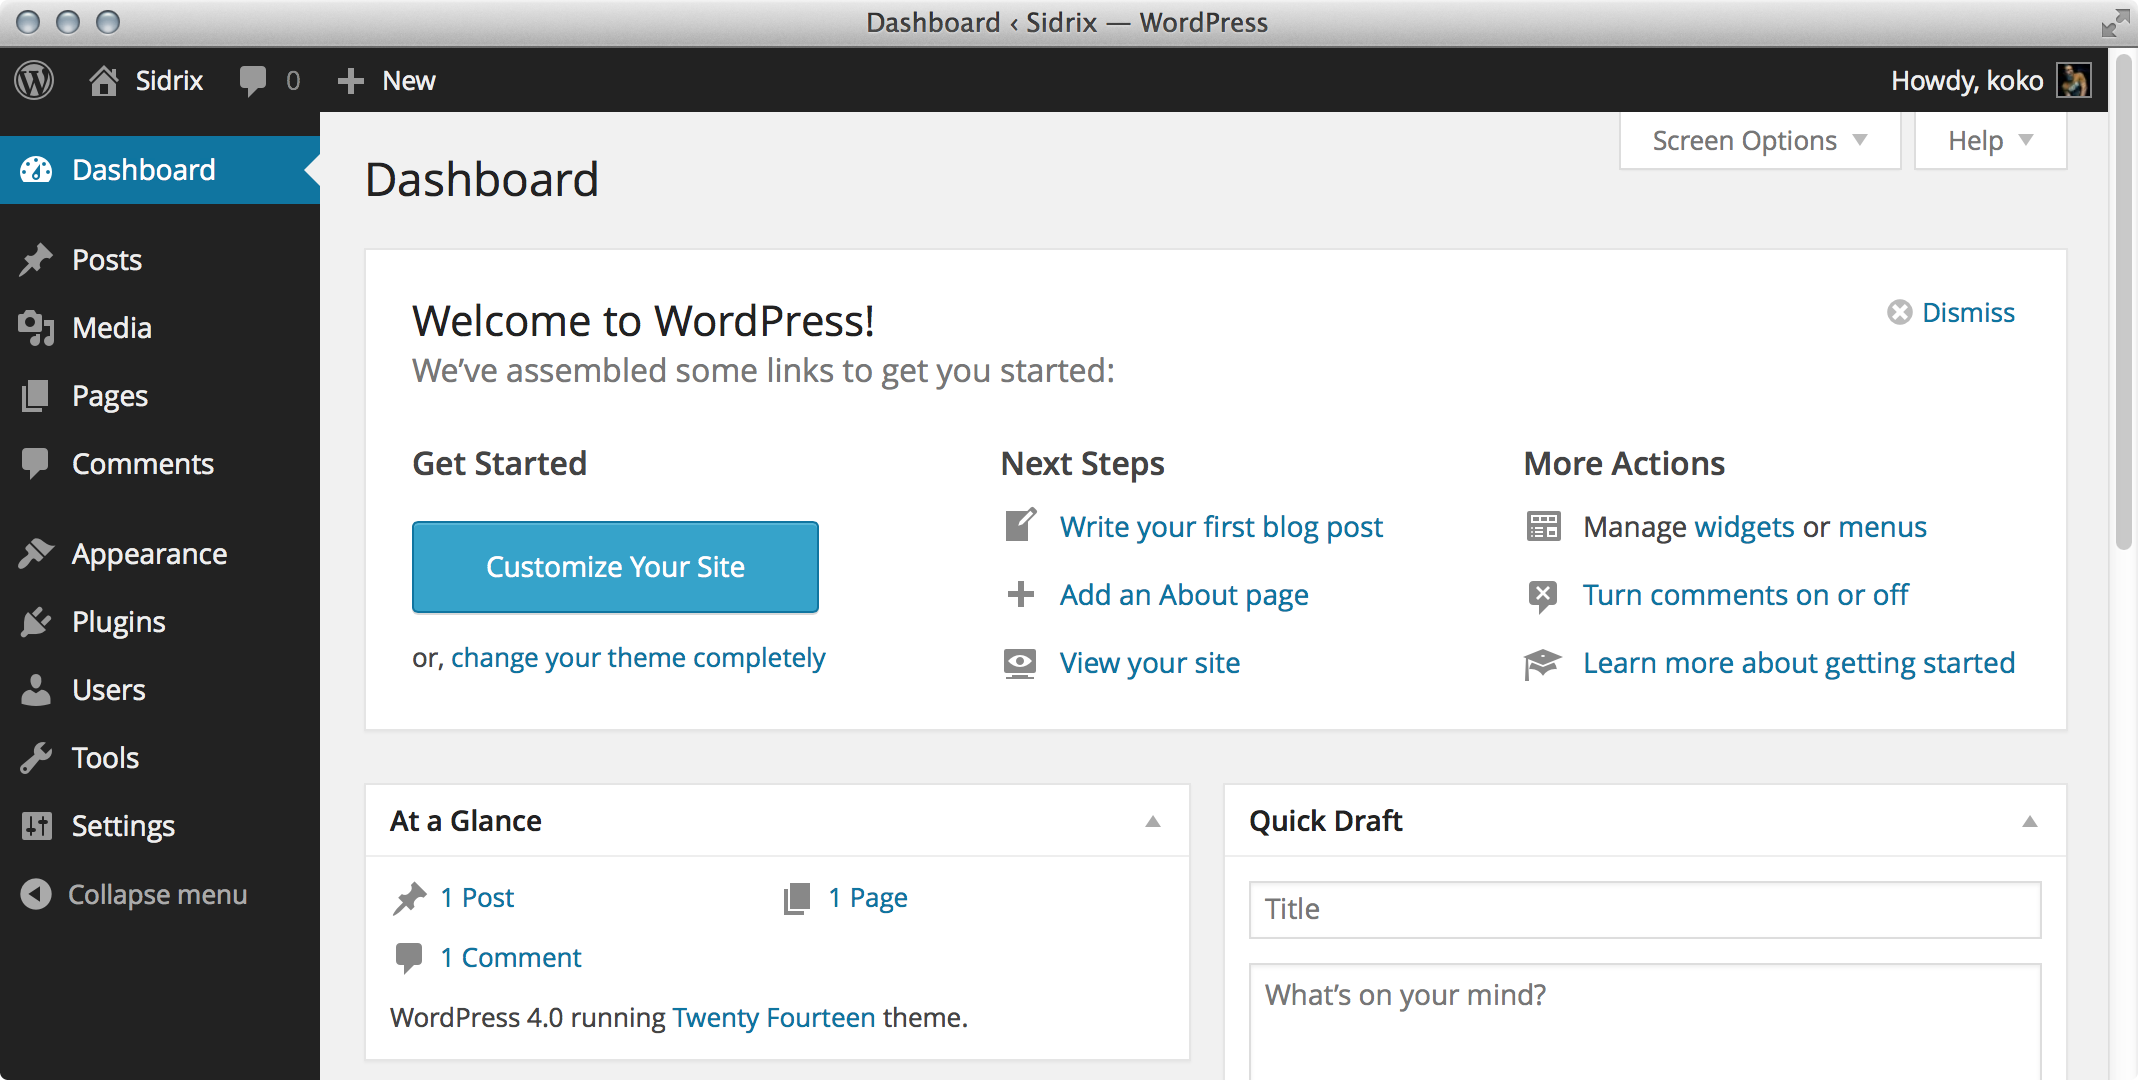 Dashboard ‹ Sidrix — WordPress
Sidrix 0 New Howdy, koko
Screen Options Help
Dashboard
Posts
Media
Pages
Comments
Appearance
Plugins
Users
Tools
Settings
Collapse menu
Dashboard
Welcome to WordPress!
Dismiss
We’ve assembled some links to get you started:
Get Started
Customize Your Site
or, change your theme completely
Next Steps
Write your first blog post
Add an About page
View your site
More Actions
Manage widgets or menus
Turn comments on or off
Learn more about getting started
At a Glance
1 Post
1 Page
1 Comment
WordPress 4.0 running Twenty Fourteen theme.
Quick Draft
Title
What’s on your mind?